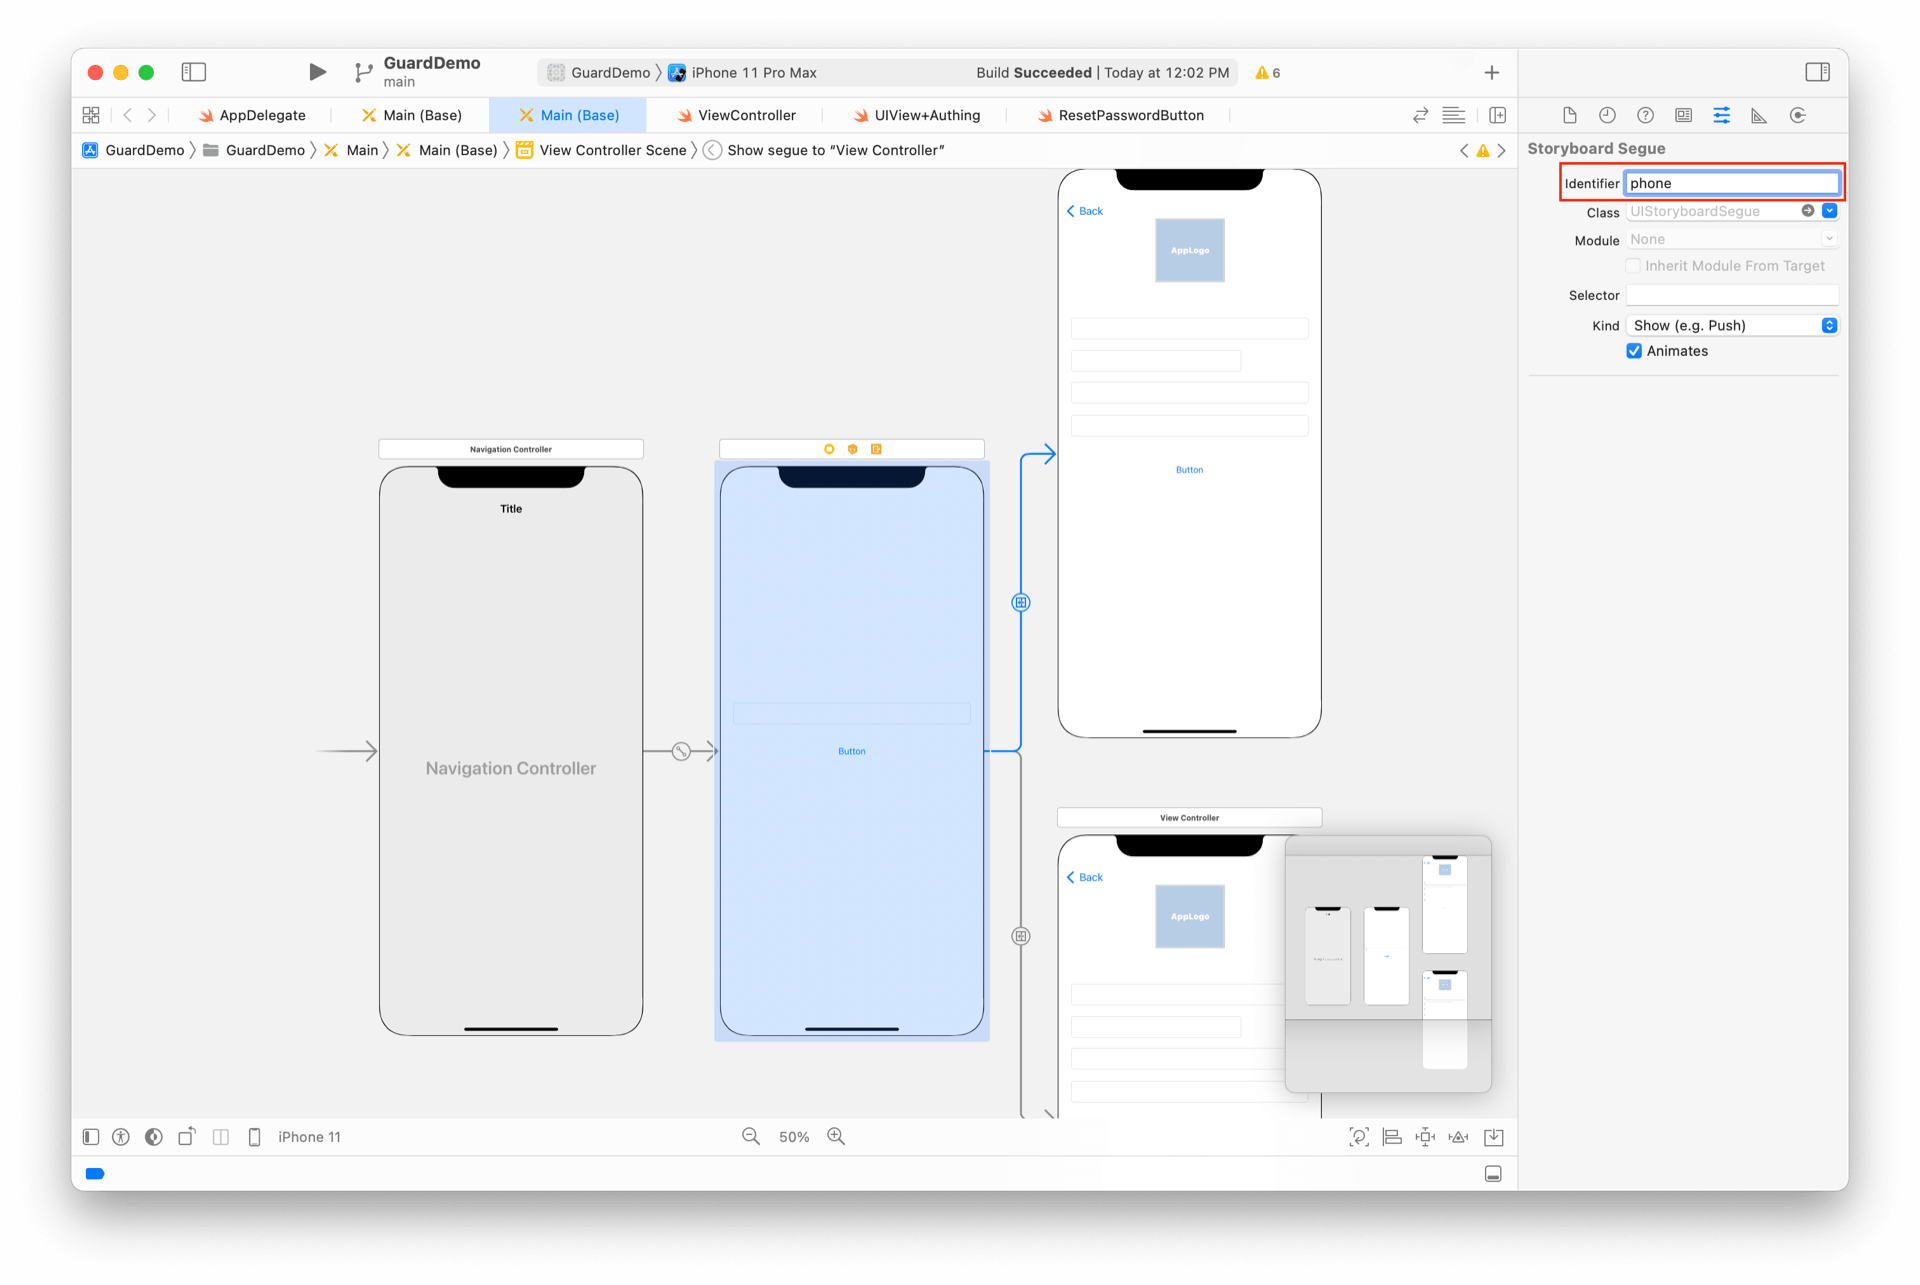 GuardDemo
main
GuardDemo
iPhone 11 Pro Max
Build Succeeded | Today at 12:02 PM
6
AppDelegate
Main (Base)
Main (Base)
ViewController
UIView+Authing
ResetPasswordButton
GuardDemo
GuardDemo
Main
Main (Base)
View Controller Scene
Show segue to “View Controller”
Storyboard Segue
Identifier phone
Class UIStoryboardSegue
Module None
Inherit Module From Target
Selector
Kind Show (e.g. Push)
Animates
Back
AppLogo
Button
Navigation Controller
Title
Navigation Controller
Button
View Controller
Back
AppLogo
iPhone 11
50%